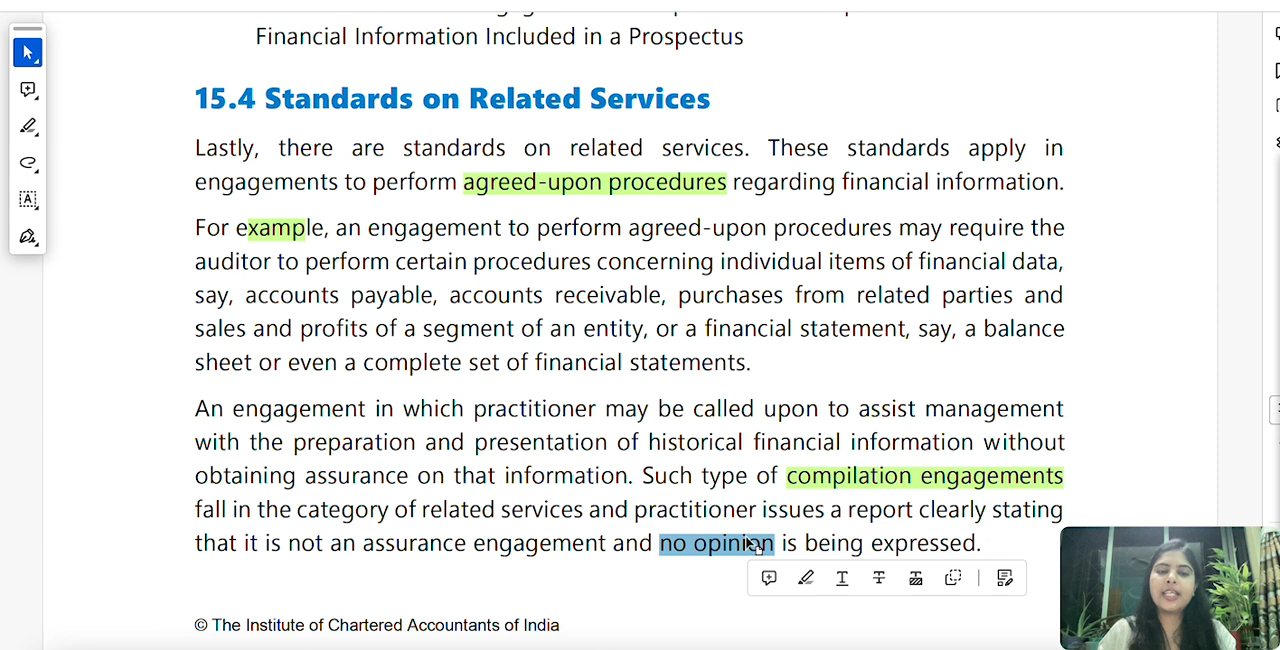 Financial Information Included in a Prospectus
15.4 Standards on Related Services
Lastly, there are standards on related services. These standards apply in
engagements to perform agreed-upon procedures regarding financial information.
For example, an engagement to perform agreed-upon procedures may require the
auditor to perform certain procedures concerning individual items of financial data,
say, accounts payable, accounts receivable, purchases from related parties and
sales and profits of a segment of an entity, or a financial statement, say, a balance
sheet or even a complete set of financial statements.
An engagement in which practitioner may be called upon to assist management
with the preparation and presentation of historical financial information without
obtaining assurance on that information. Such type of compilation engagements
fall in the category of related services and practitioner issues a report clearly stating
that it is not an assurance engagement and no opinion is being expressed.
© The Institute of Chartered Accountants of India